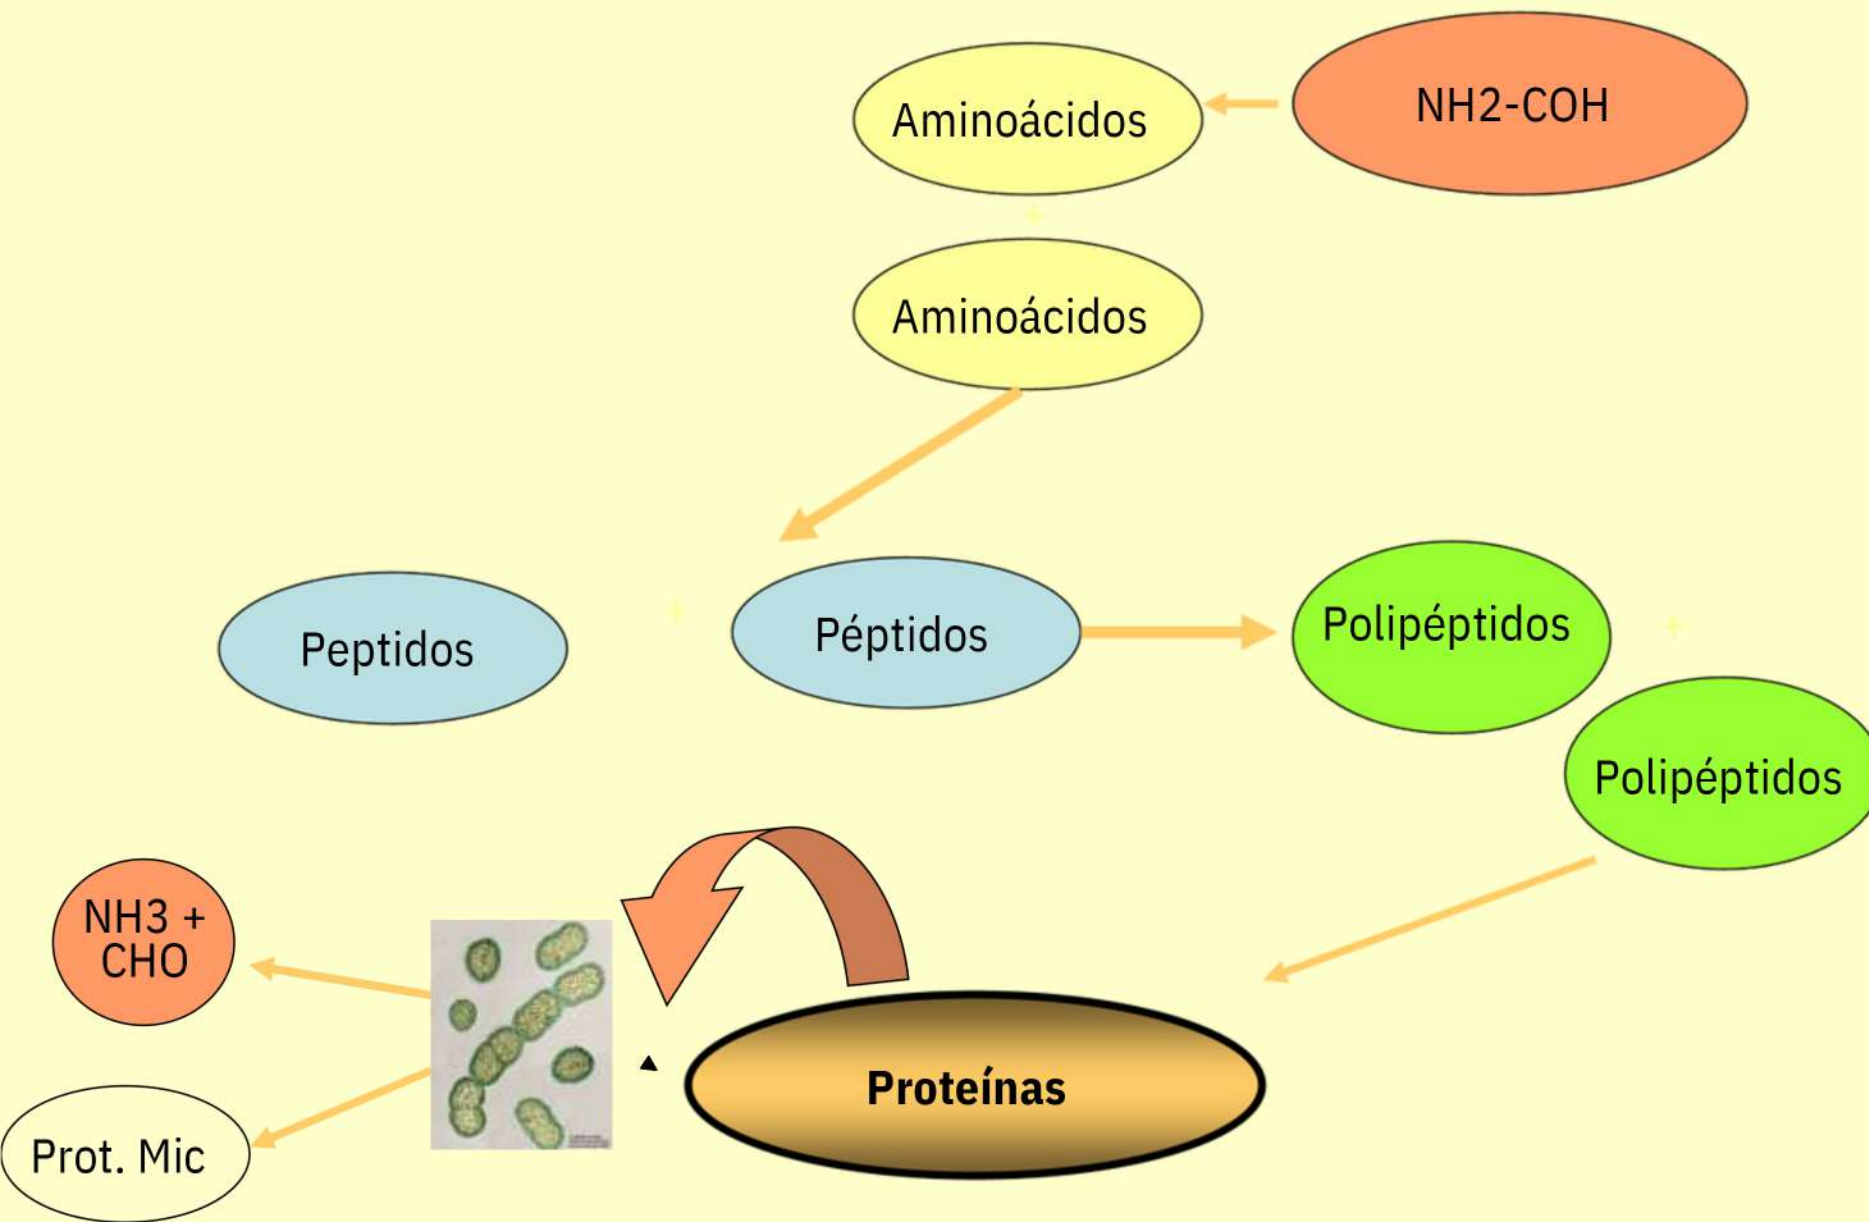 NH2-COH
Aminoácidos
+
Aminoácidos
Peptidos
+
Péptidos
Polipéptidos
+
Polipéptidos
NH3 +
CHO
Proteínas
Prot. Mic